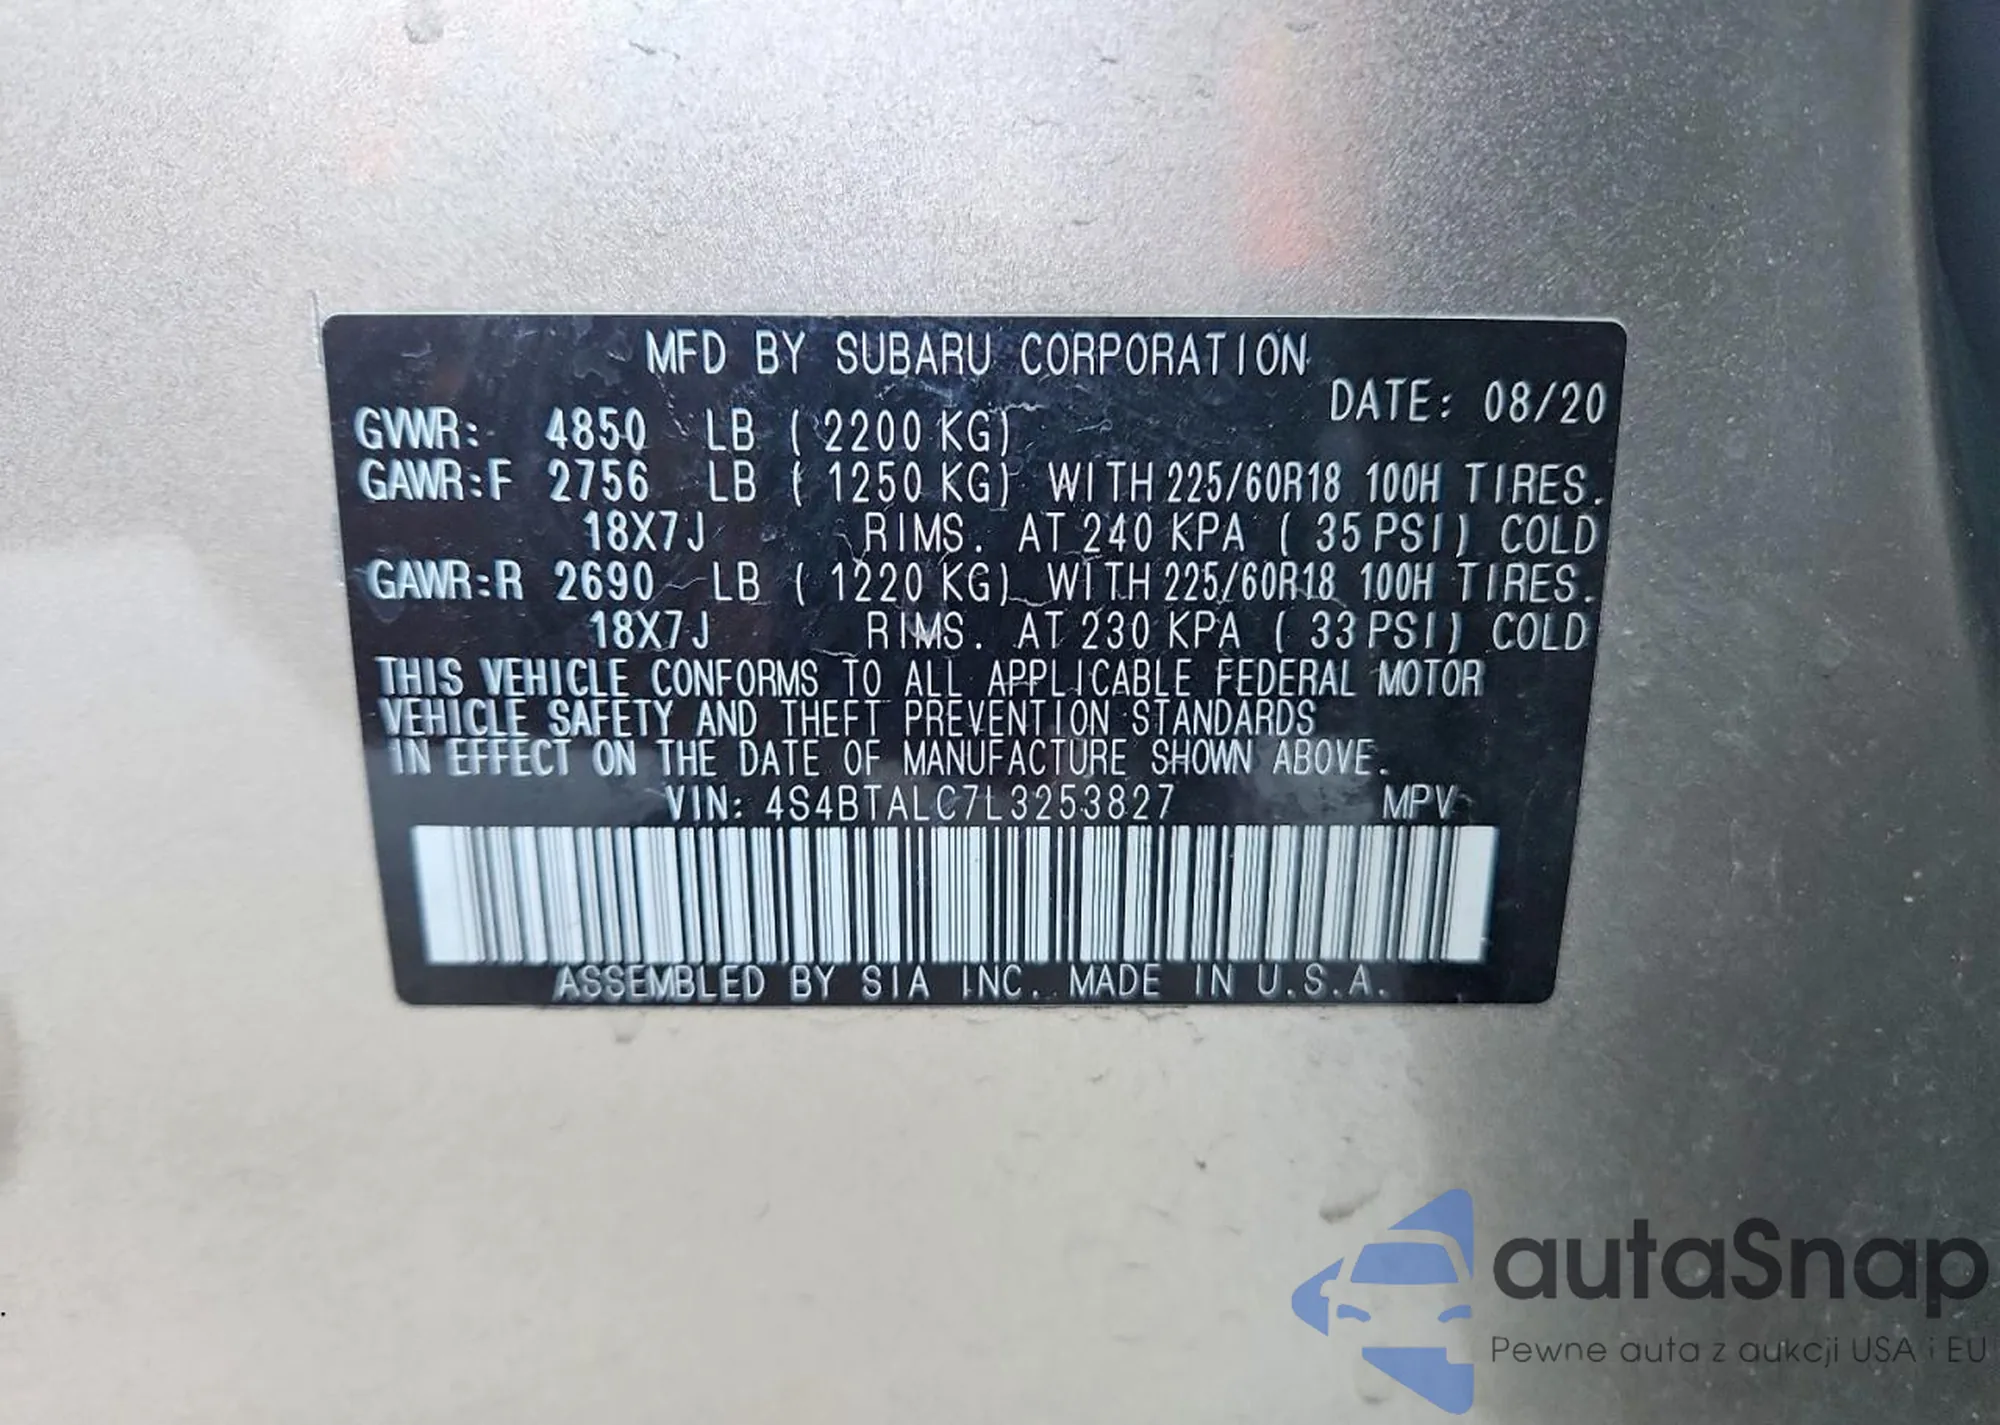 MFD BY SUBARU CORPORATION
DATE: 08/20
GVWR: 4850 LB ( 2200 KG)
GAWR:F 2756 LB ( 1250 KG) WITH 225/60R18 100H TIRES.
18X7J RIMS. AT 240 KPA ( 35 PSI) COLD
GAWR:R 2690 LB ( 1220 KG) WITH 225/60R18 100H TIRES.
18X7J RIMS. AT 230 KPA ( 33 PSI) COLD
THIS VEHICLE CONFORMS TO ALL APPLICABLE FEDERAL MOTOR
VEHICLE SAFETY AND THEFT PREVENTION STANDARDS
IN EFFECT ON THE DATE OF MANUFACTURE SHOWN ABOVE.
VIN: 4S4BTALC7L3253827 MPV
ASSEMBLED BY SIA INC. MADE IN U.S.A.
autaSnap
Pewne auta z aukcji USA i EU